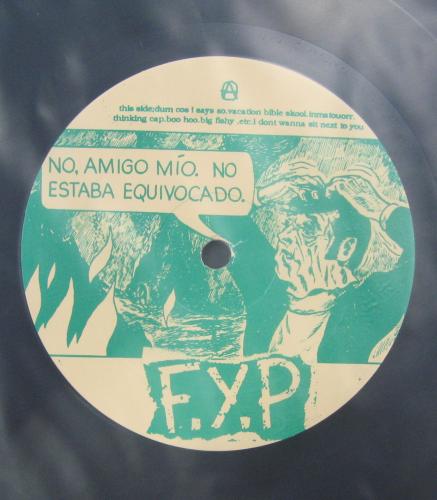 this side;dum cos i says so.vacation bible skool.inmatouorr.
thinking cap.boo hoo.big fishy .etc.i dont wanna sit next to you
NO, AMIGO MÍO. NO
ESTABA EQUIVOCADO.
F.Y.P